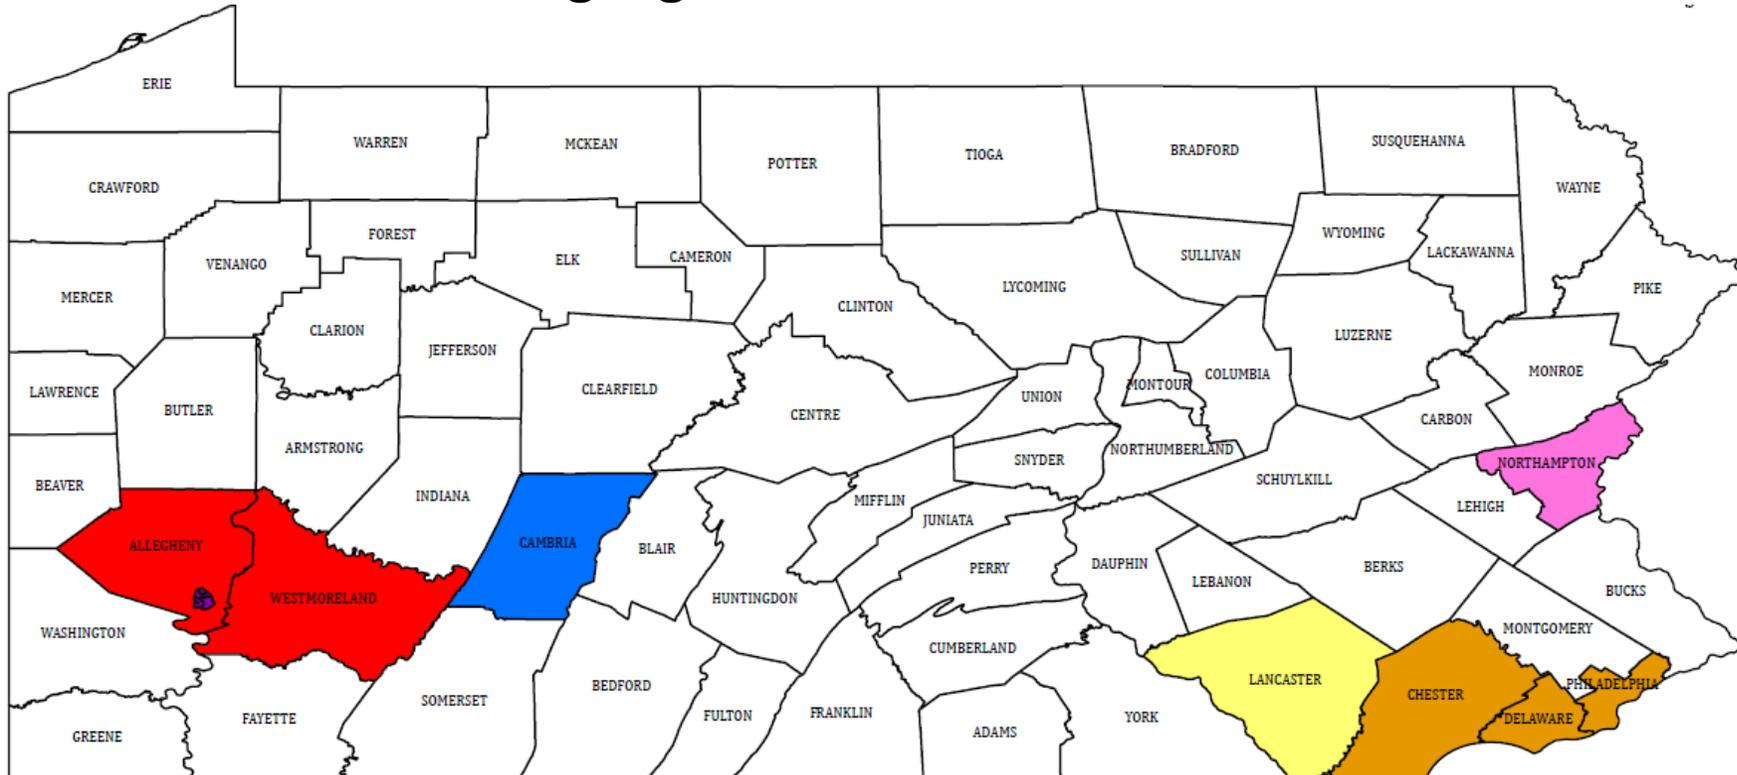 ERIE
WARREN
MCKEAN
POTTER
TIOGA
BRADFORD
SUSQUEHANNA
WAYNE
CRAWFORD
FOREST
VENANGO
ELK
CAMERON
SULLIVAN
WYOMING
LACKAWANNA
PIKE
MERCER
CLARION
JEFFERSON
CLINTON
LYCOMING
LUZERNE
MONROE
LAWRENCE
BUTLER
CLEARFIELD
CENTRE
UNION
MONTOUR
COLUMBIA
CARBON
ARMSTRONG
BEAVER
INDIANA
SNYDER
NORTHUMBERLAND
SCHUYLKILL
NORTHAMPTON
LEHIGH
MIFFLIN
JUNIATA
ALLEGHENY
CAMBRIA
BLAIR
PERRY
DAUPHIN
LEBANON
BERKS
BUCKS
WESTMORELAND
HUNTINGDON
WASHINGTON
CUMBERLAND
MONTGOMERY
LANCASTER
CHESTER
PHILADELPHIA
SOMERSET
BEDFORD
FULTON
FRANKLIN
ADAMS
YORK
DELAWARE
GREENE
FAYETTE